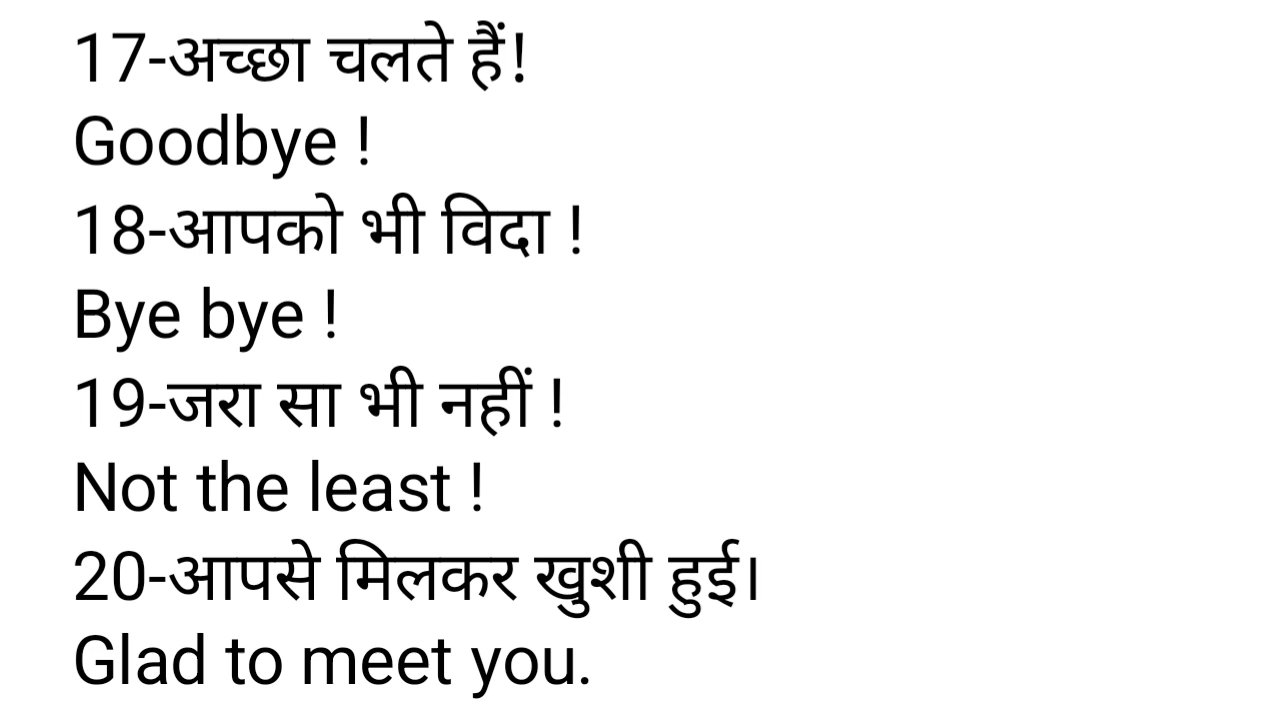 17-अच्छा चलते हैं!
Goodbye !
18-आपको भी विदा !
Bye bye !
19-जरा सा भी नहीं !
Not the least !
20-आपसे मिलकर खुशी हुई।
Glad to meet you.